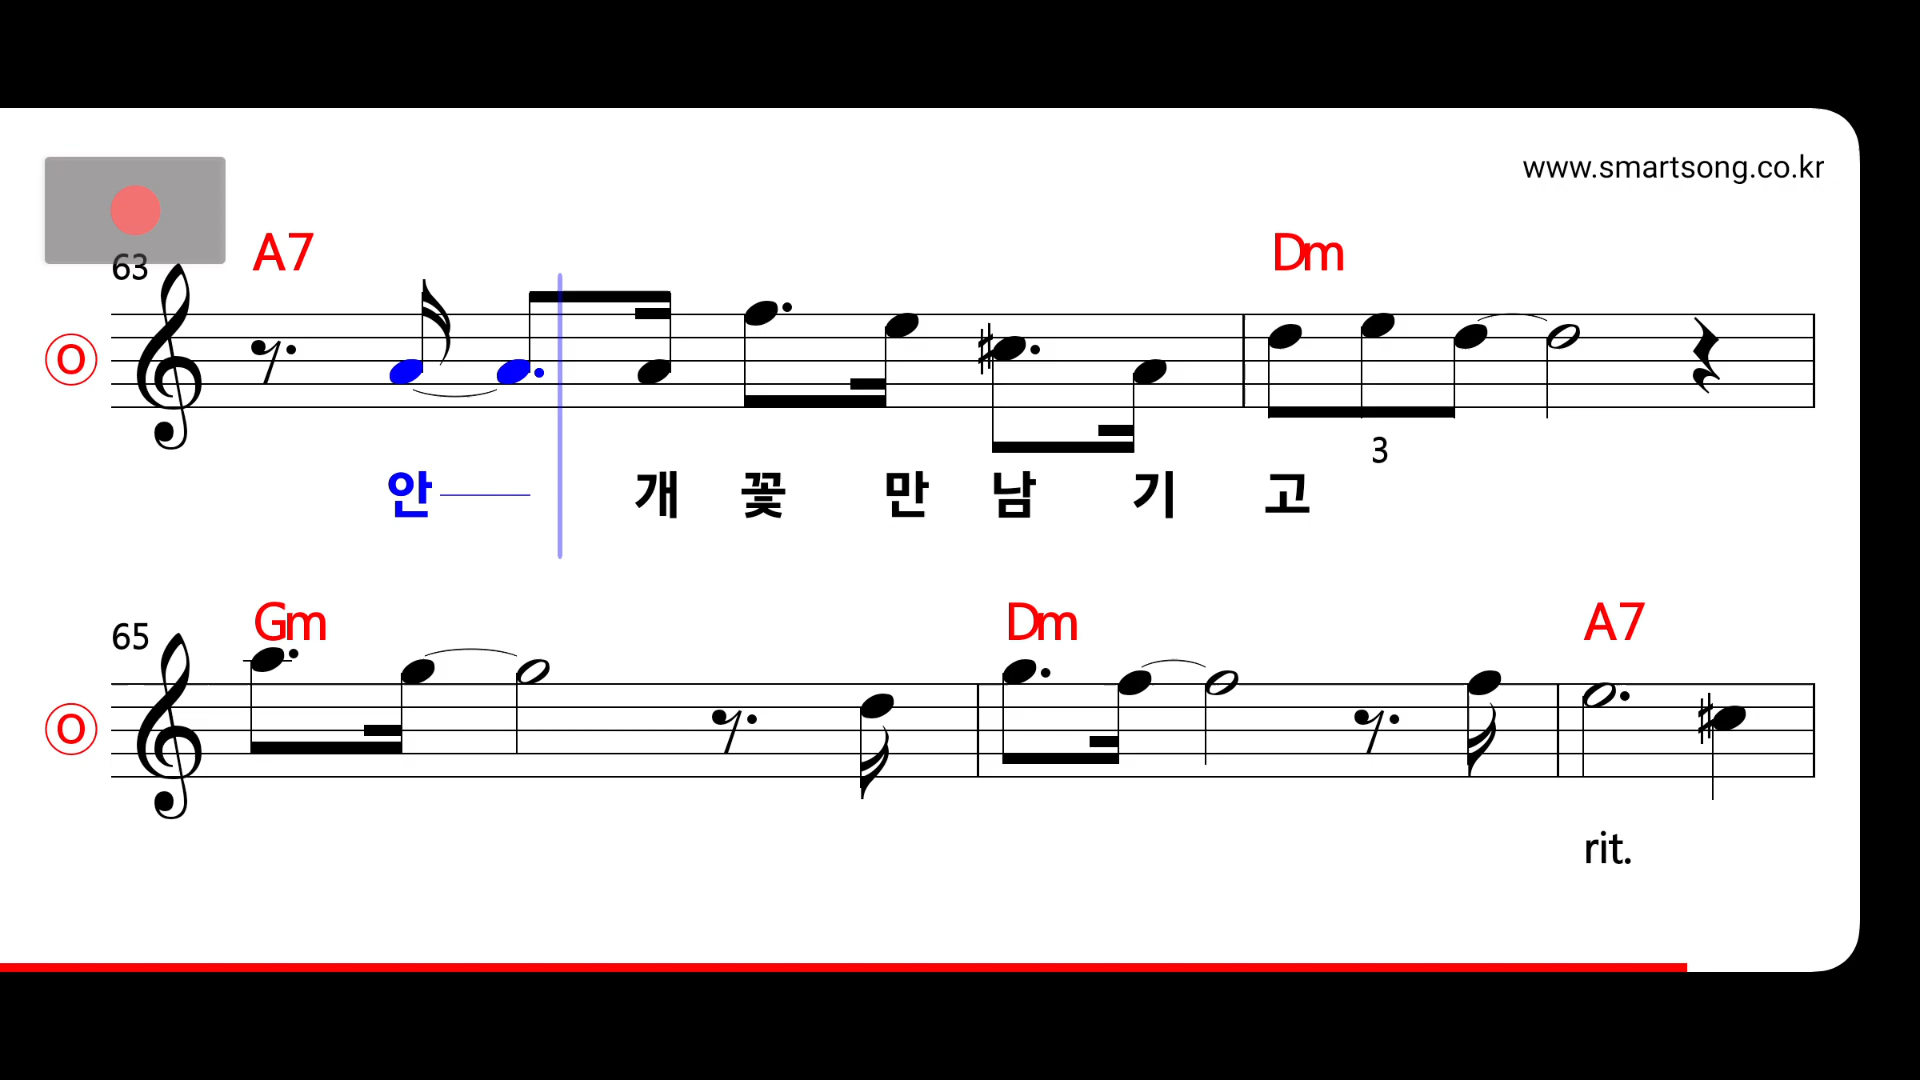 www.smartsong.co.kr
63 A7 Dm
O
3
안 개 꽃 만 남 기 고
65 Gm Dm A7
O
rit.